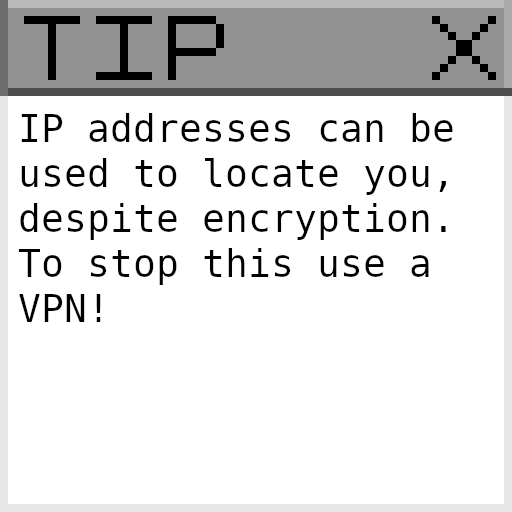 TIP X
IP addresses can be
used to locate you,
despite encryption.
To stop this use a
VPN!